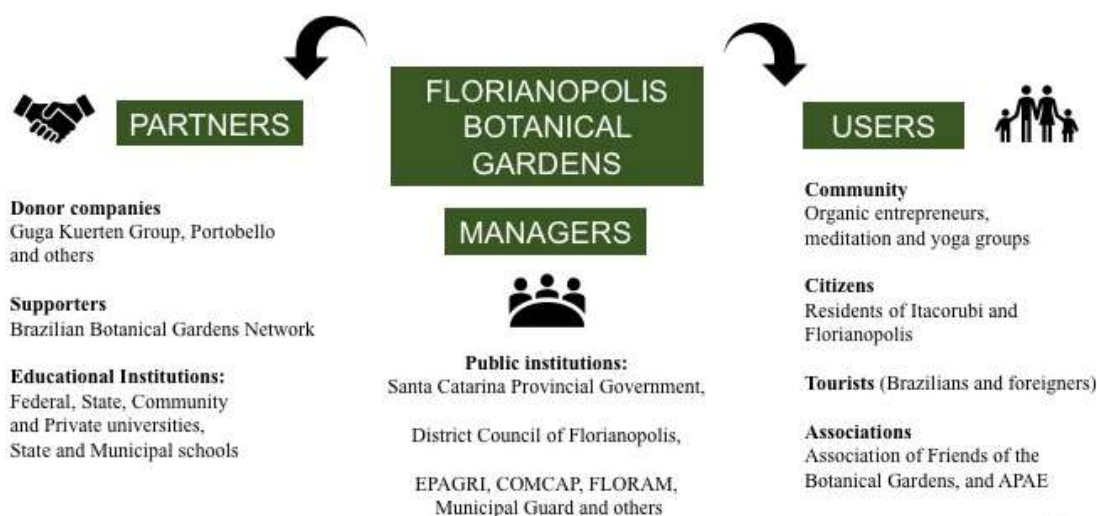 FLORIANOPOLIS
BOTANICAL
GARDENS
PARTNERS
Donor companies
Guga Kuerten Group, Portobello
and others
Supporters
Brazilian Botanical Gardens Network
Educational Institutions:
Federal, State, Community
and Private universities,
State and Municipal schools
MANAGERS
Public institutions:
Santa Catarina Provincial Government,
District Council of Florianopolis,
EPAGRI, COMCAP, FLORAM,
Municipal Guard and others
USERS
Community
Organic entrepreneurs,
meditation and yoga groups
Citizens
Residents of Itacorubi and
Florianopolis
Tourists (Brazilians and foreigners)
Associations
Association of Friends of the
Botanical Gardens, and APAE